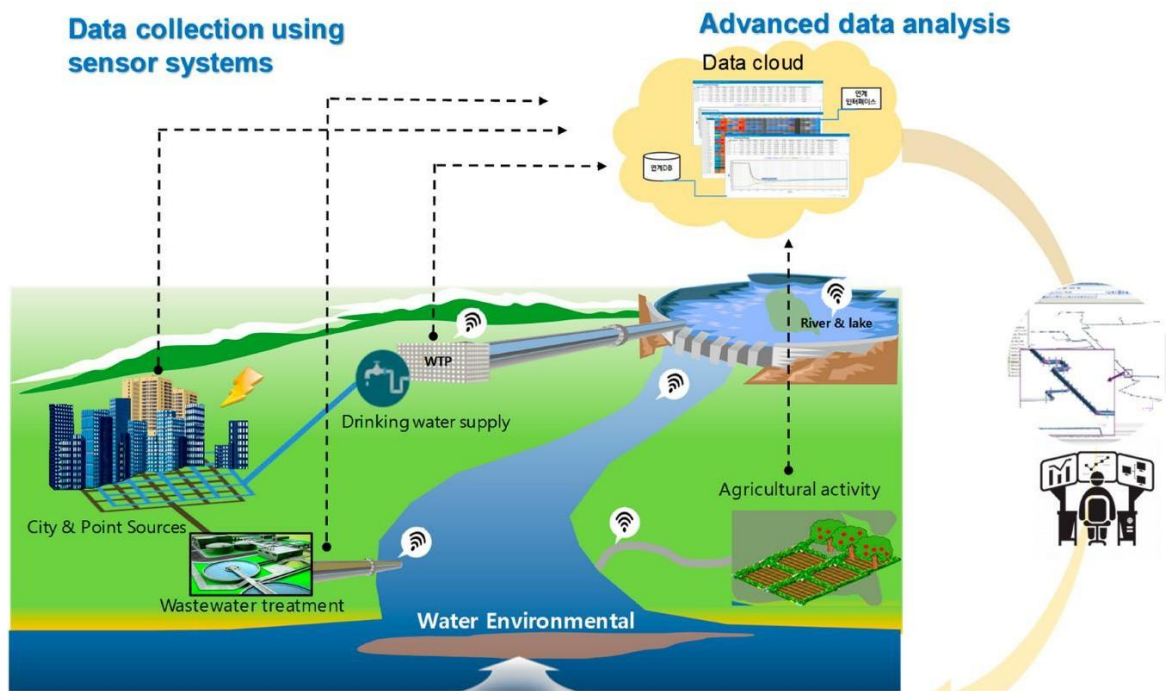 Data collection using
sensor systems
Advanced data analysis
Data cloud
연계
인터페이스
연계DB
River & lake
WTP
Drinking water supply
Agricultural activity
City & Point Sources
Wastewater treatment
Water Environmental